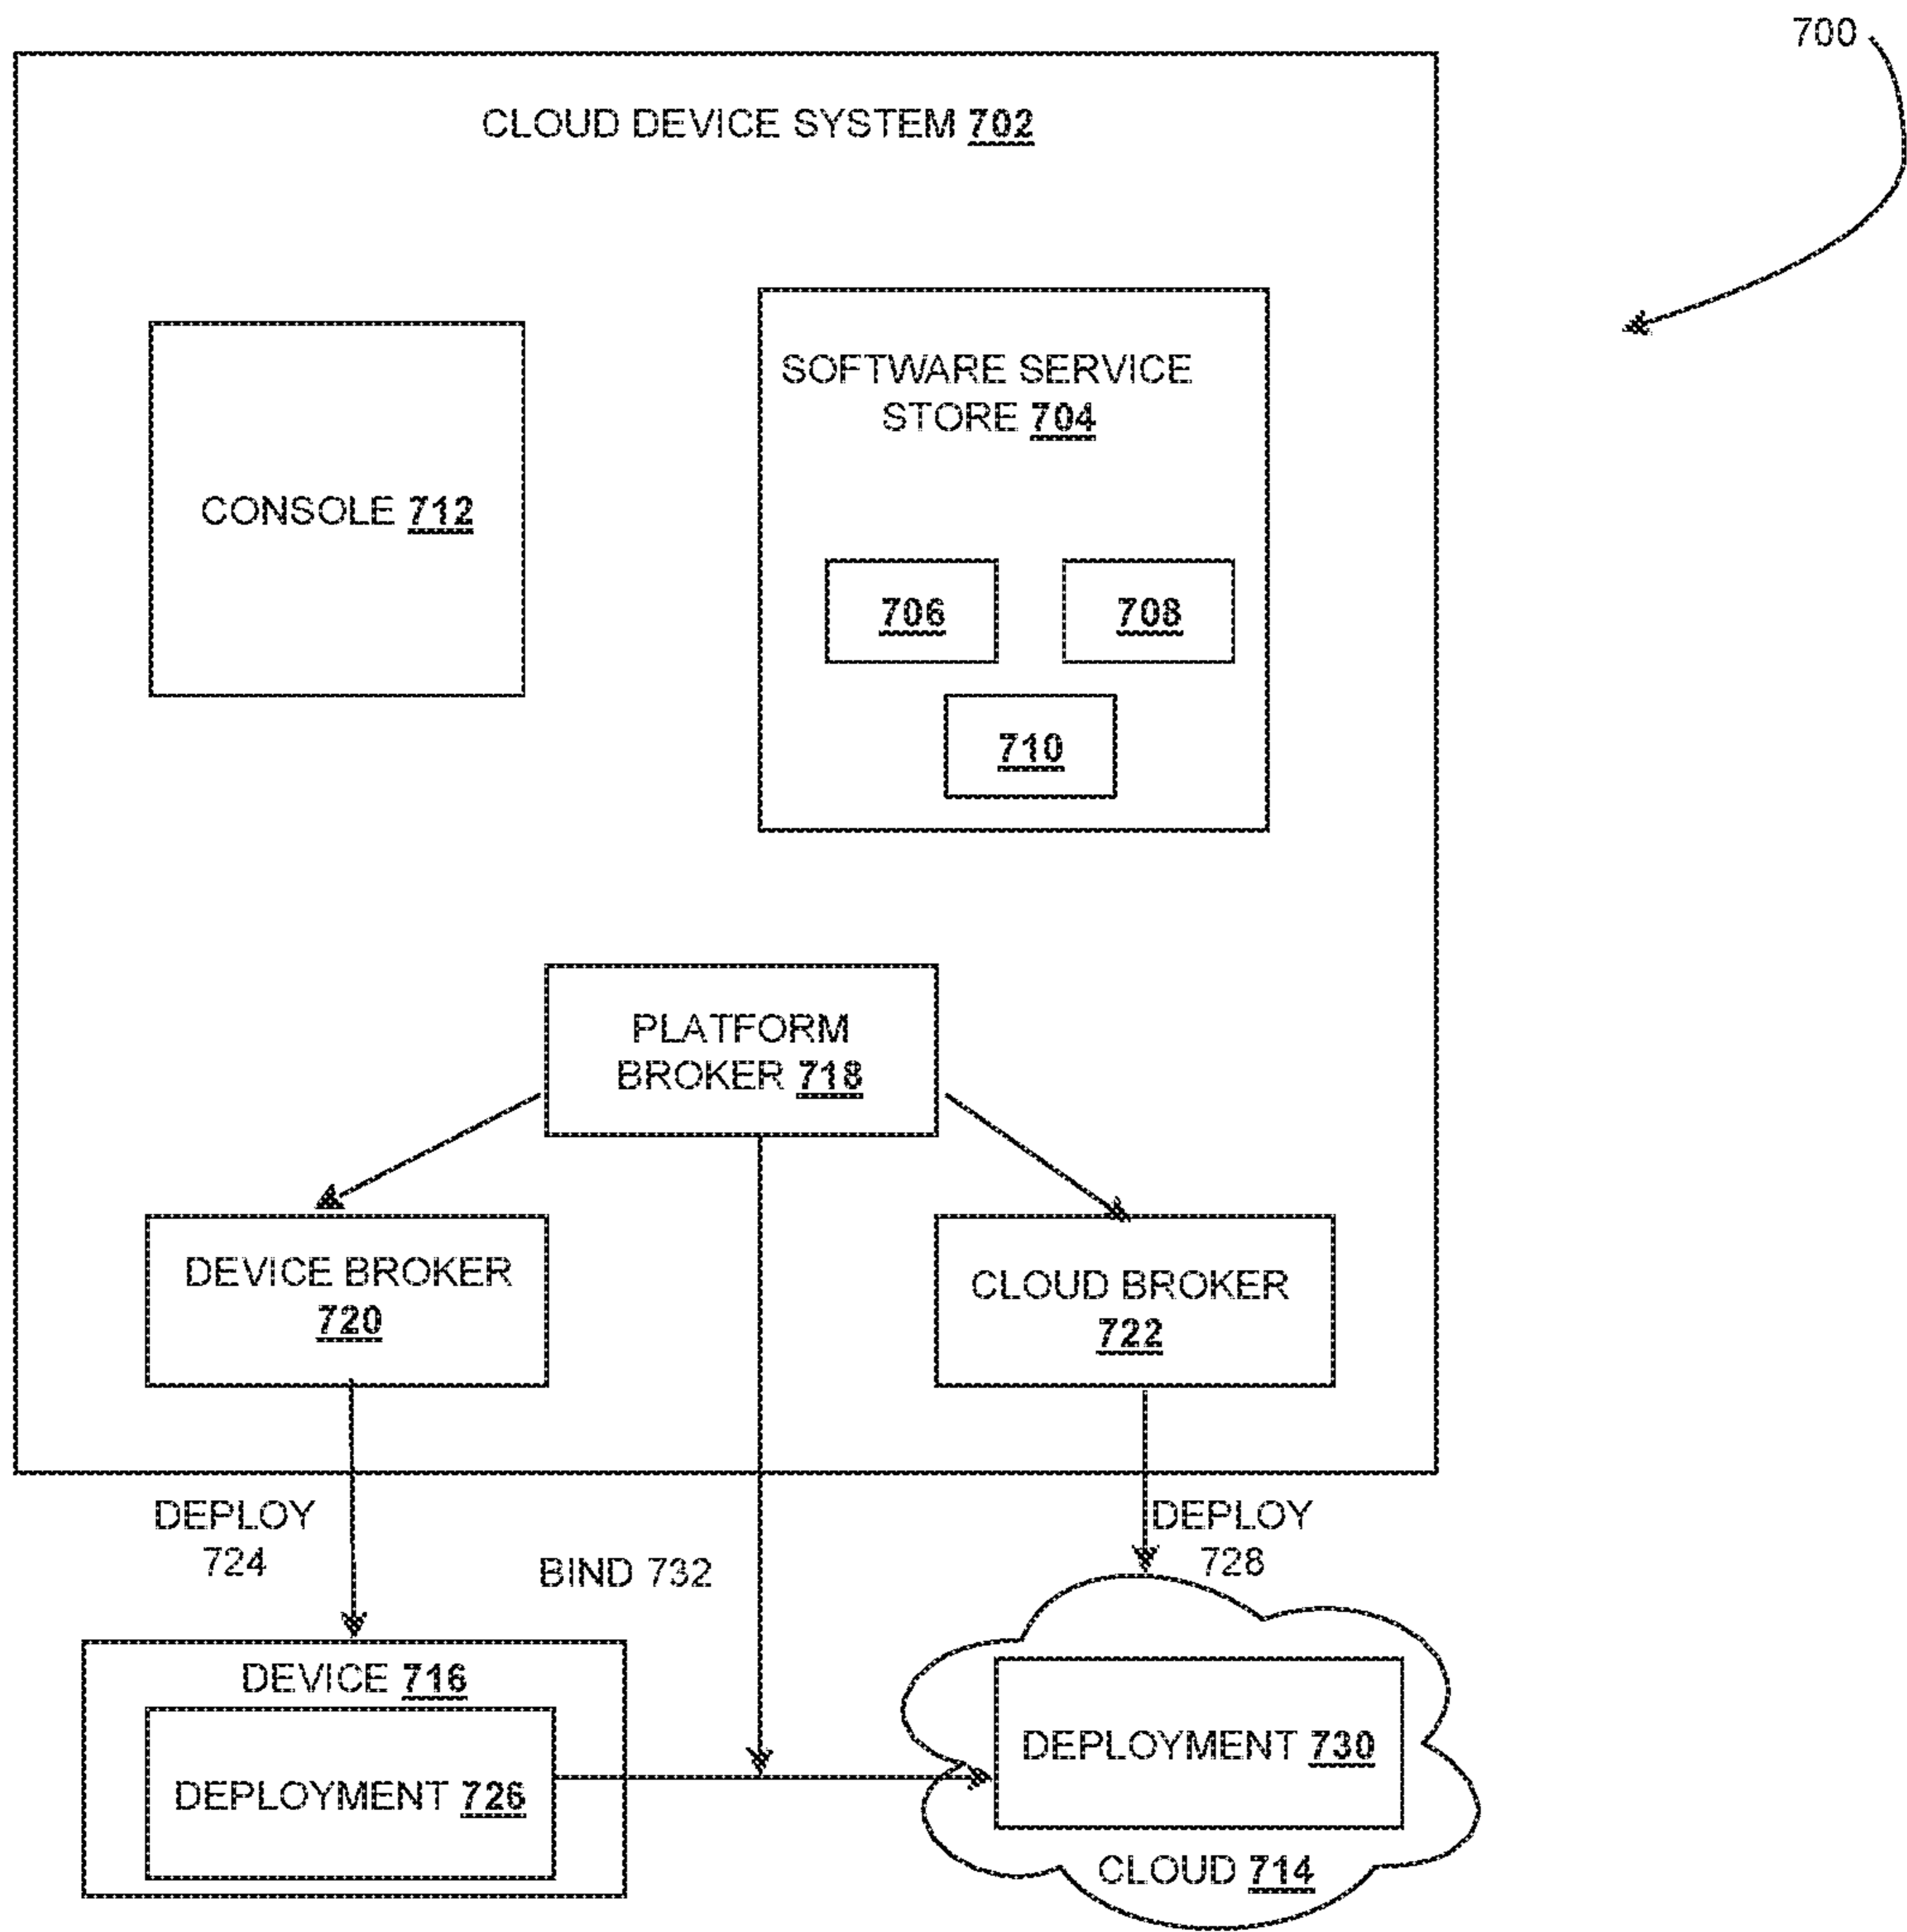 700
CLOUD DEVICE SYSTEM 702
SOFTWARE SERVICE
STORE 704
CONSOLE 712
706
708
710
PLATFORM
BROKER 718
DEVICE BROKER
720
CLOUD BROKER
722
DEPLOY
724
BIND 732
DEPLOY
728
DEVICE 716
DEPLOYMENT 726
DEPLOYMENT 730
CLOUD 714